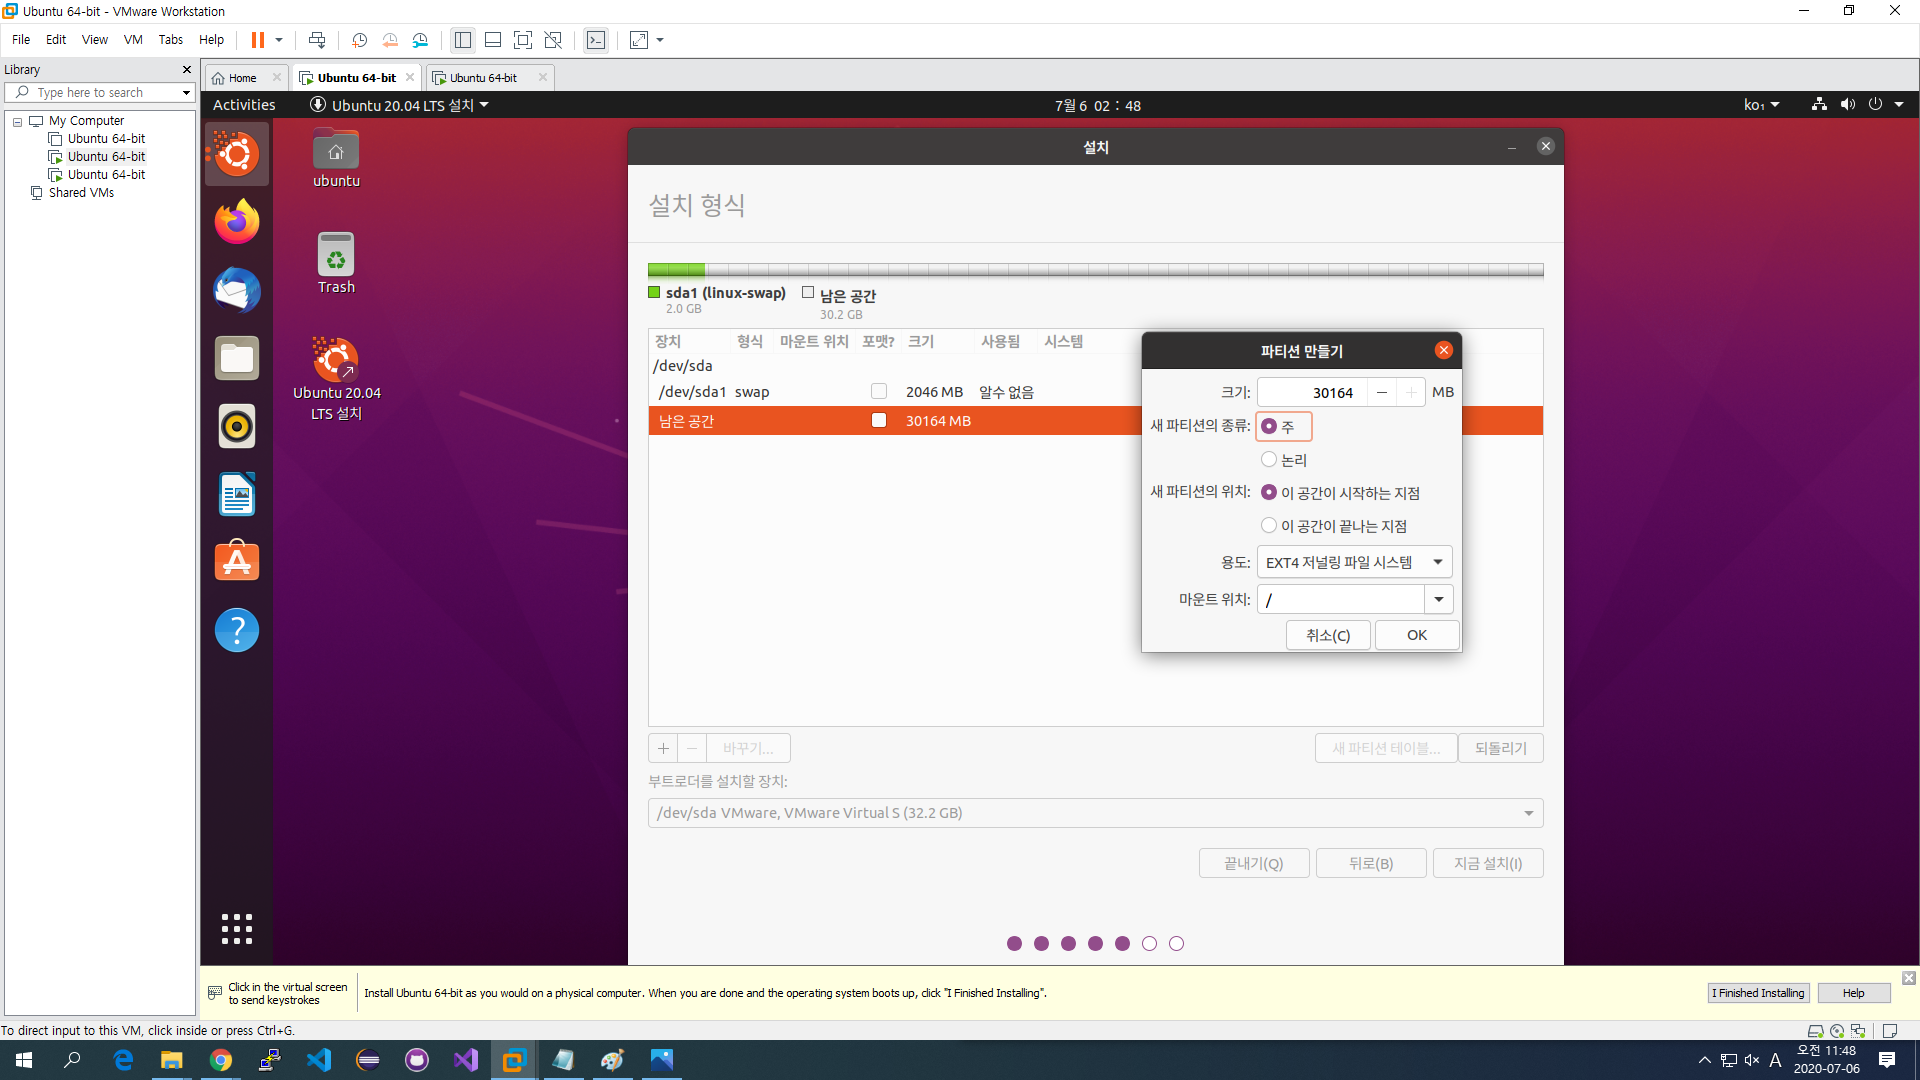 Ubuntu 64-bit - VMware Workstation
File Edit View VM Tabs Help
Library
Type here to search
My Computer
Ubuntu 64-bit
Ubuntu 64-bit
Ubuntu 64-bit
Shared VMs
Home
Ubuntu 64-bit
Ubuntu 64-bit
Activities
Ubuntu 20.04 LTS 설치
7월 6 02 : 48
ko₁
ubuntu
Trash
Ubuntu 20.04
LTS 설치
설치
설치 형식
sda1 (linux-swap)
2.0 GB
남은 공간
30.2 GB
장치 형식 마운트 위치 포맷? 크기 사용됨 시스템
/dev/sda
/dev/sda1 swap 2046 MB 알수 없음
남은 공간 30164 MB
파티션 만들기
크기: 30164 MB
새 파티션의 종류: 주
논리
새 파티션의 위치: 이 공간이 시작하는 지점
이 공간이 끝나는 지점
용도: EXT4 저널링 파일 시스템
마운트 위치: /
취소(C) OK
+ − 바꾸기... 새 파티션 테이블... 되돌리기
부트로더를 설치할 장치:
/dev/sda VMware, VMware Virtual S (32.2 GB)
끝내기(Q) 뒤로(B) 지금 설치(I)
Click in the virtual screen
to send keystrokes
Install Ubuntu 64-bit as you would on a physical computer. When you are done and the operating system boots up, click "I Finished Installing".
I Finished Installing Help
To direct input to this VM, click inside or press Ctrl+G.
A
오전 11:48
2020-07-06